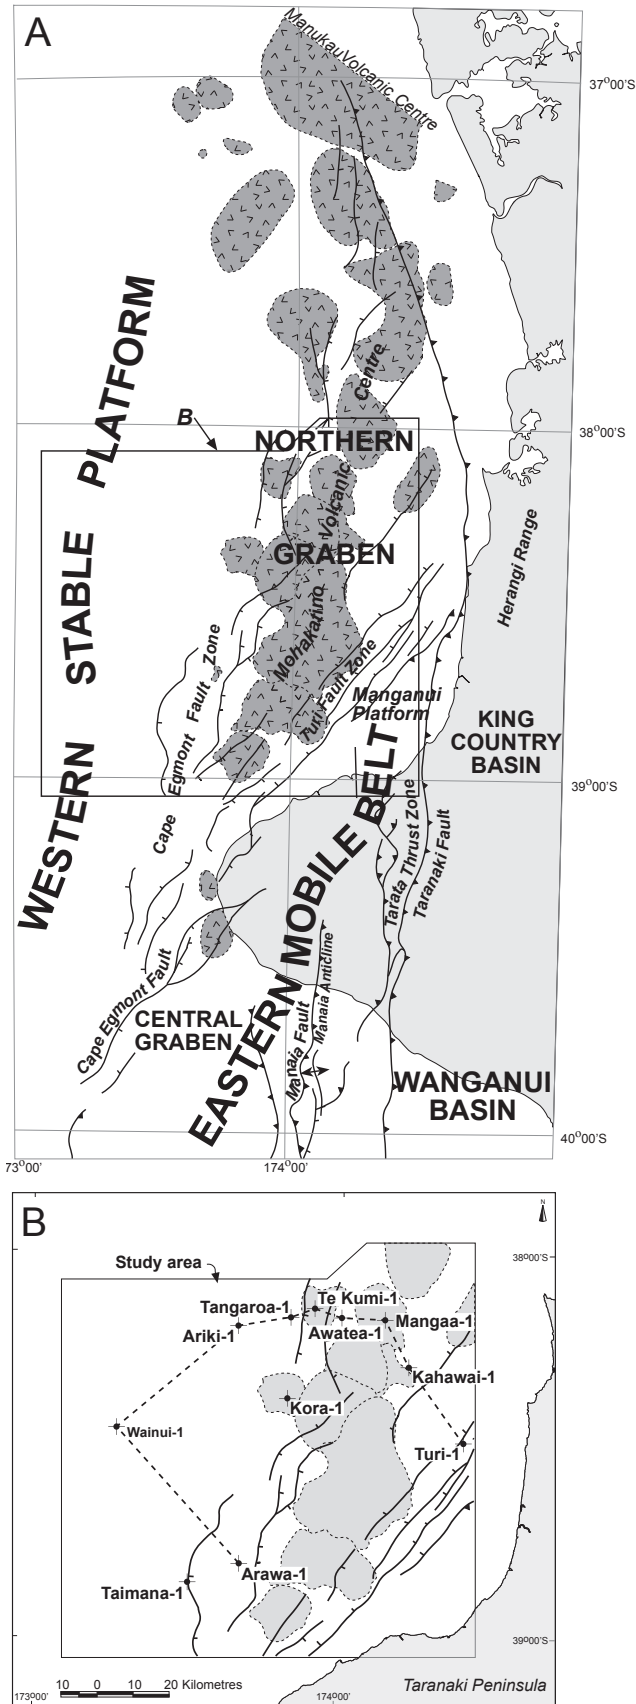 A
Manukau Volcanic Centre
37°00'S
WESTERN STABLE PLATFORM
B
Centre
38°00'S
NORTHERN
Volcanic
GRABEN
Herangi Range
Mohakatino
Cape Egmont Fault Zone
Turi Fault Zone
Manganui
Platform
KING
COUNTRY
BASIN
39°00'S
EASTERN MOBILE BELT
Tarata Thrust Zone
Taranaki Fault
Cape Egmont Fault
Manaia Anticline
Manaia Fault
CENTRAL
GRABEN
WANGANUI
BASIN
40°00'S
173°00'
174°00'
B
N
Study area
38°00'S
Te Kumi-1
Tangaroa-1
Mangaa-1
Ariki-1
Awatea-1
Kahawai-1
Kora-1
Wainui-1
Turi-1
Arawa-1
Taimana-1
39°00'S
10 0 10 20 Kilometres
Taranaki Peninsula
173°00'
174°00'